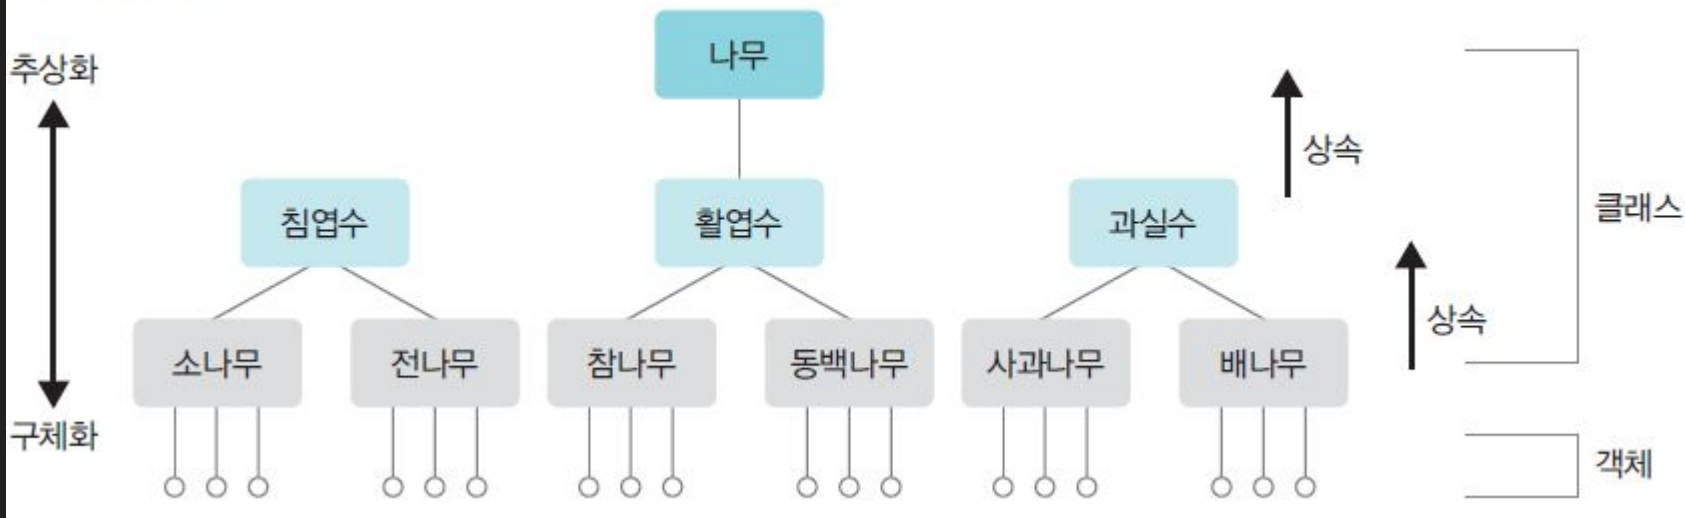 나무
추상화
상속
침엽수
활엽수
과실수
클래스
상속
소나무
전나무
참나무
동백나무
사과나무
배나무
구체화
객체